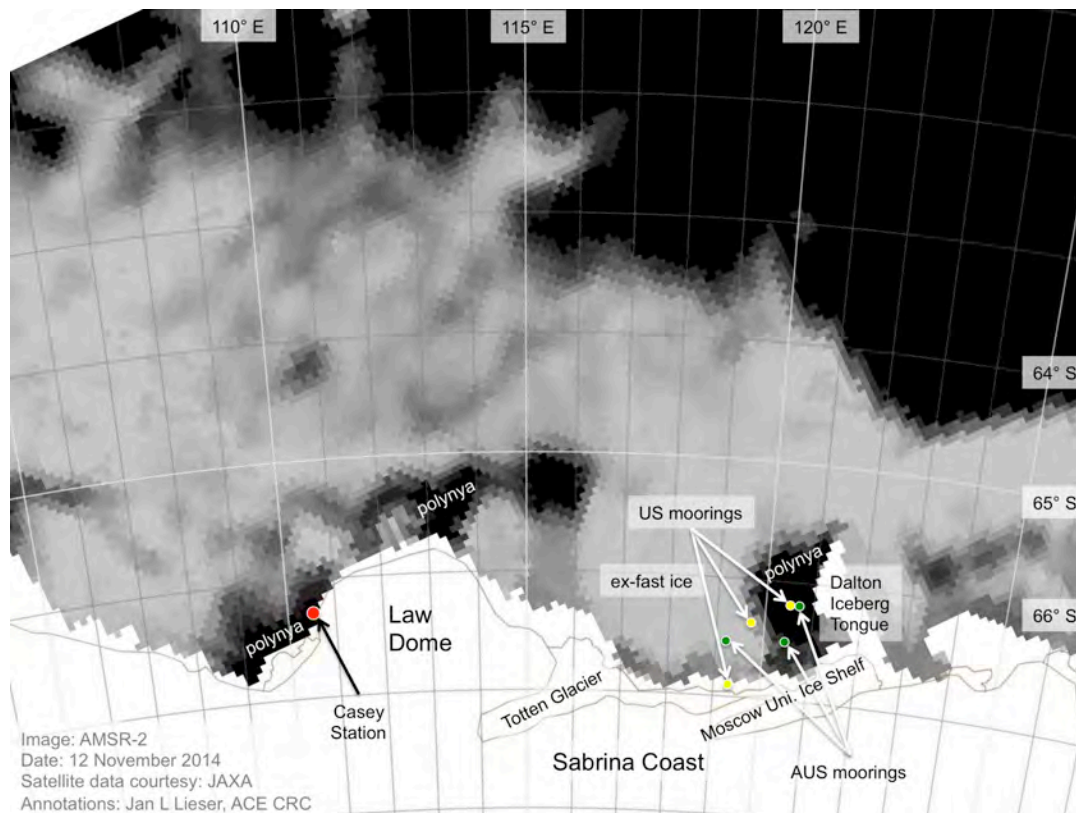 110° E
115° E
120° E
64° S
65° S
66° S
polynya
US moorings
polynya
ex-fast ice
Dalton
Iceberg
Tongue
Law
Dome
polynya
Totten Glacier
Moscow Uni. Ice Shelf
Casey
Station
Sabrina Coast
AUS moorings
Image: AMSR-2
Date: 12 November 2014
Satellite data courtesy: JAXA
Annotations: Jan L Lieser, ACE CRC